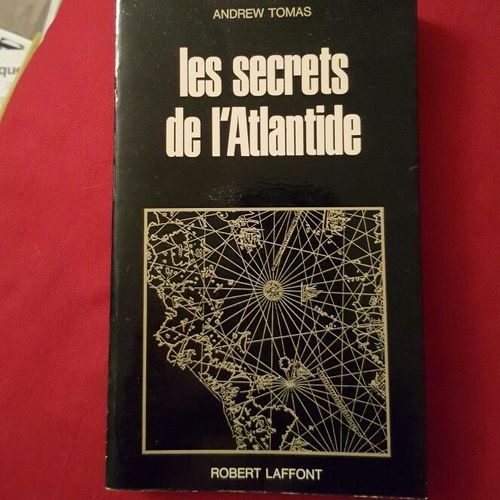 ANDREW TOMAS
les secrets
de l'Atlantide
ROBERT LAFFONT